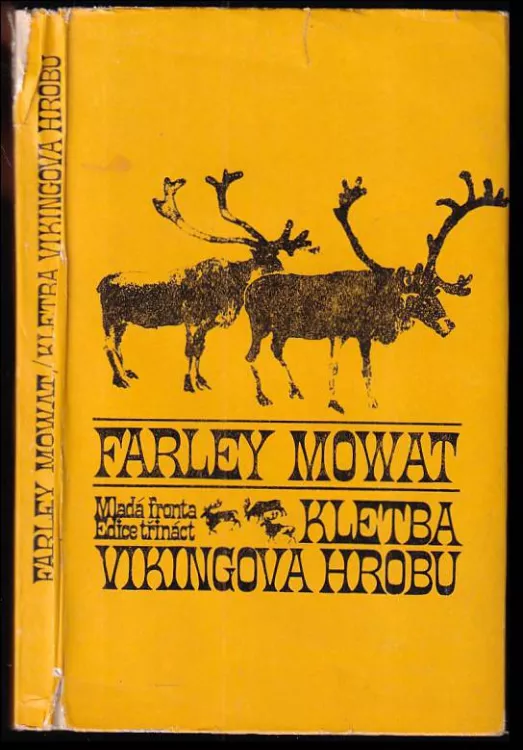 FARLEY MOWAT/KLETBA VIKINGOVA HROBU
FARLEY MOWAT
Mladá fronta
Edice třináct
KLETBA
VIKINGOVA HROBU